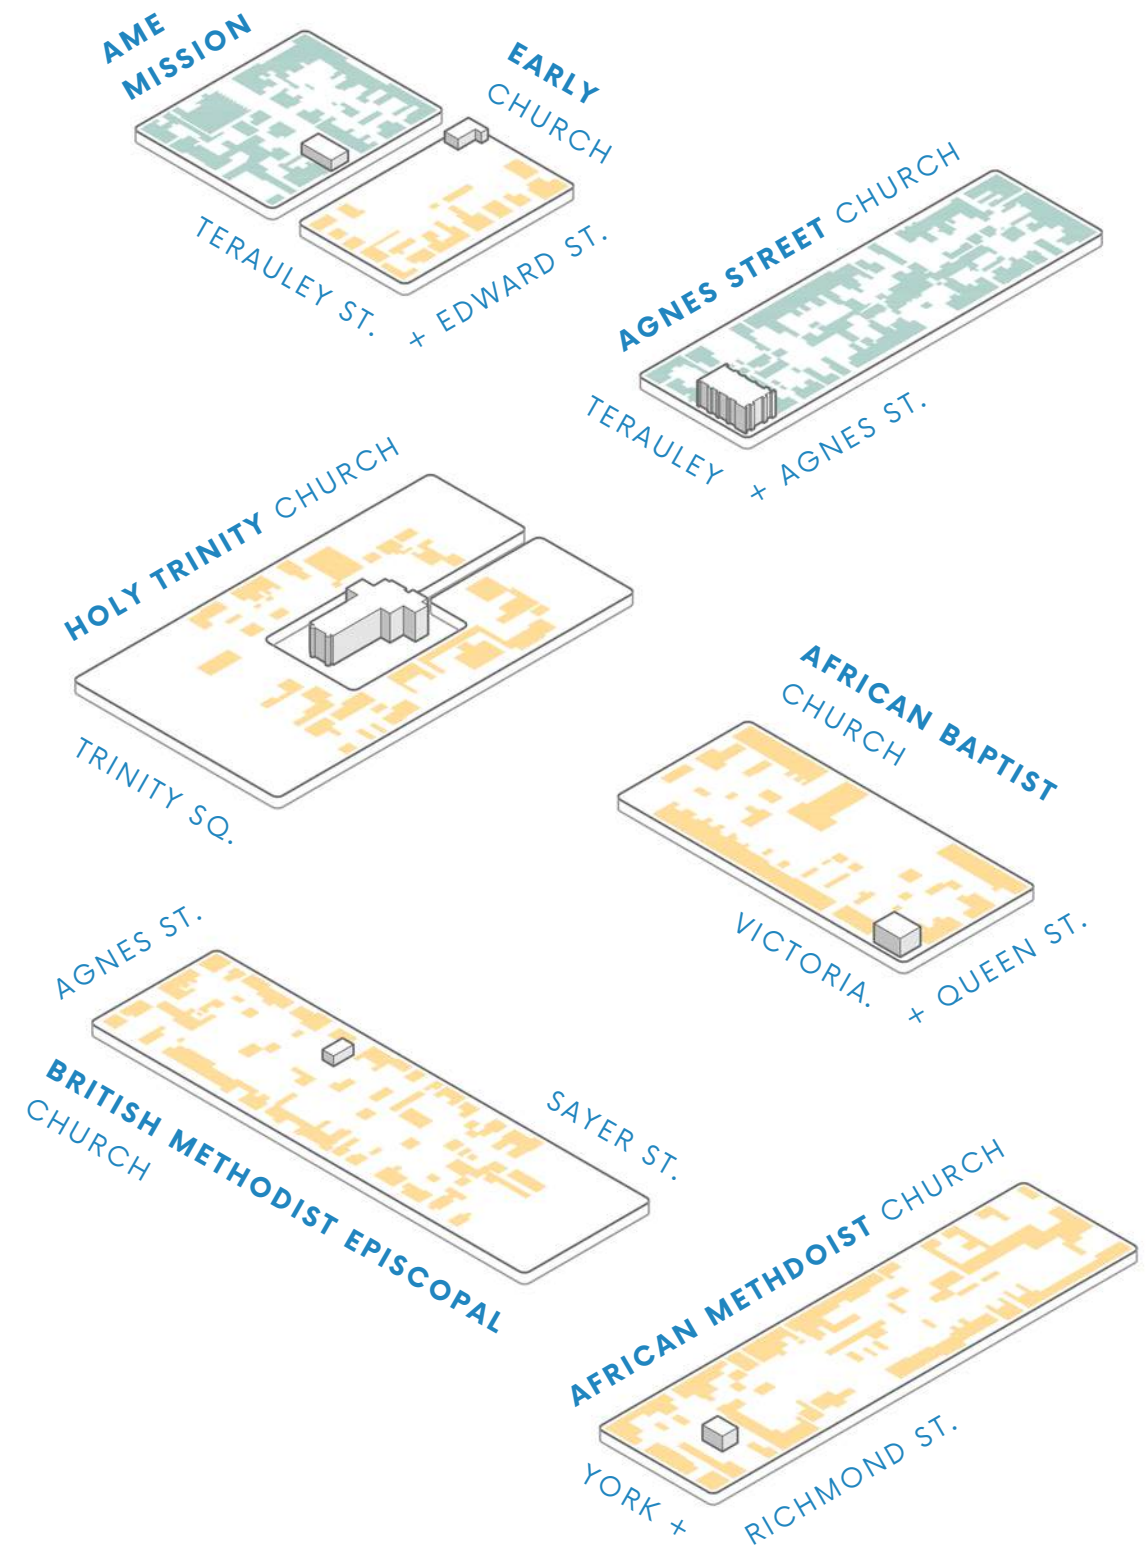 AME
MISSION
EARLY
CHURCH
TERAULEY ST. + EDWARD ST.
AGNES STREET CHURCH
TERAULEY + AGNES ST.
HOLY TRINITY CHURCH
TRINITY SQ.
AFRICAN BAPTIST
CHURCH
VICTORIA. + QUEEN ST.
AGNES ST.
BRITISH METHODIST EPISCOPAL
CHURCH
SAYER ST.
AFRICAN METHDOIST CHURCH
YORK + RICHMOND ST.